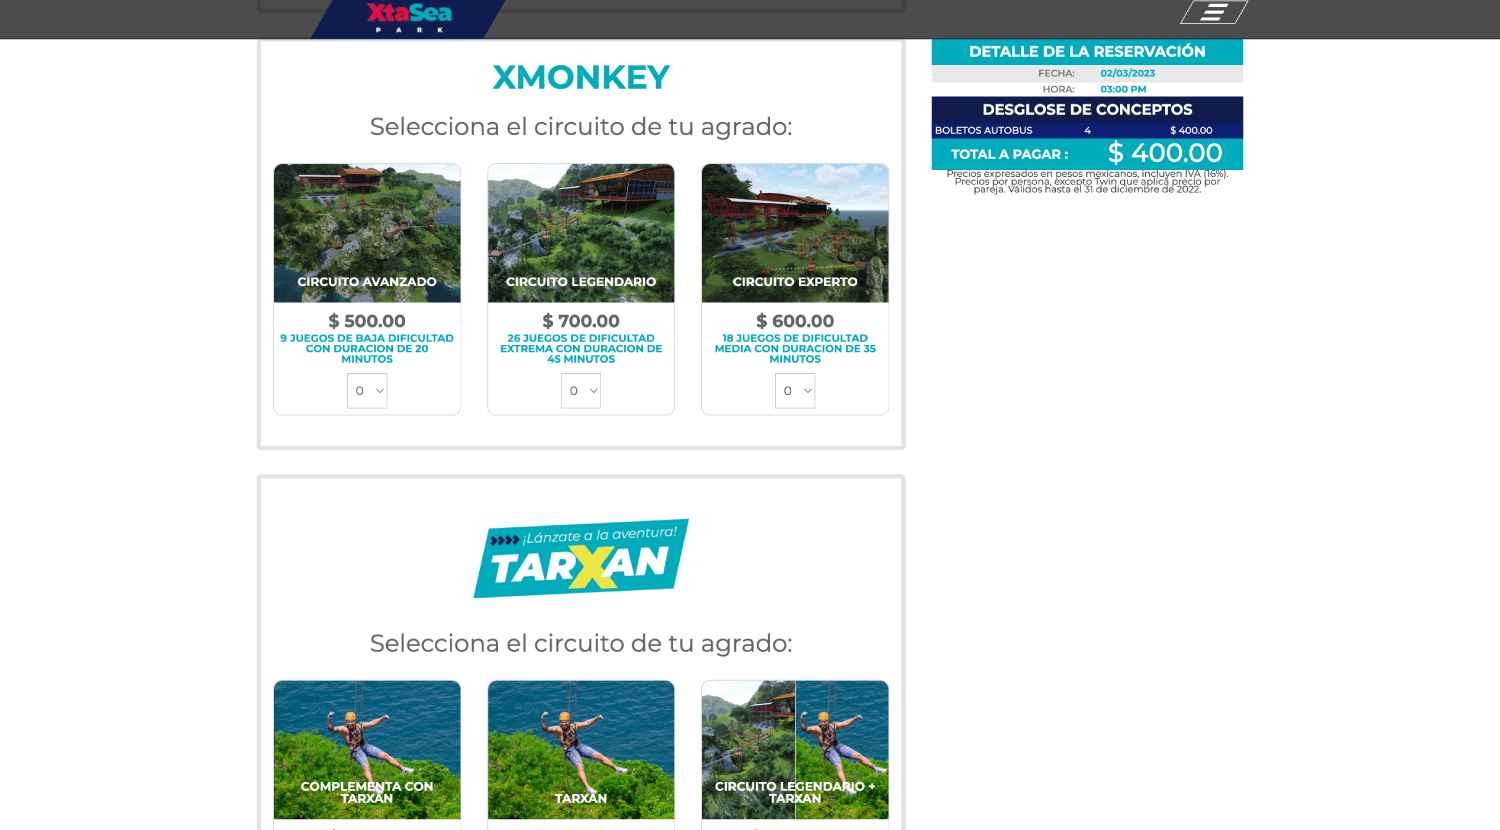 XtaSea
PARK
XMONKEY
Selecciona el circuito de tu agrado:
CIRCUITO AVANZADO
$ 500.00
9 JUEGOS DE BAJA DIFICULTAD
CON DURACION DE 20
MINUTOS
0
CIRCUITO LEGENDARIO
$ 700.00
26 JUEGOS DE DIFICULTAD
EXTREMA CON DURACION DE
45 MINUTOS
0
CIRCUITO EXPERTO
$ 600.00
18 JUEGOS DE DIFICULTAD
MEDIA CON DURACION DE 35
MINUTOS
0
¡Lánzate a la aventura!
TARXAN
Selecciona el circuito de tu agrado:
COMPLEMENTA CON
TARXAN
TARXAN
CIRCUITO LEGENDARIO +
TARXAN
DETALLE DE LA RESERVACIÓN
FECHA: 02/03/2023
HORA: 03:00 PM
DESGLOSE DE CONCEPTOS
BOLETOS AUTOBUS 4 $ 400.00
TOTAL A PAGAR : $ 400.00
Precios expresados en pesos mexicanos, incluyen IVA (16%).
Precios por persona, excepto Twin que aplica precio por
pareja. Válidos hasta el 31 de diciembre de 2022.